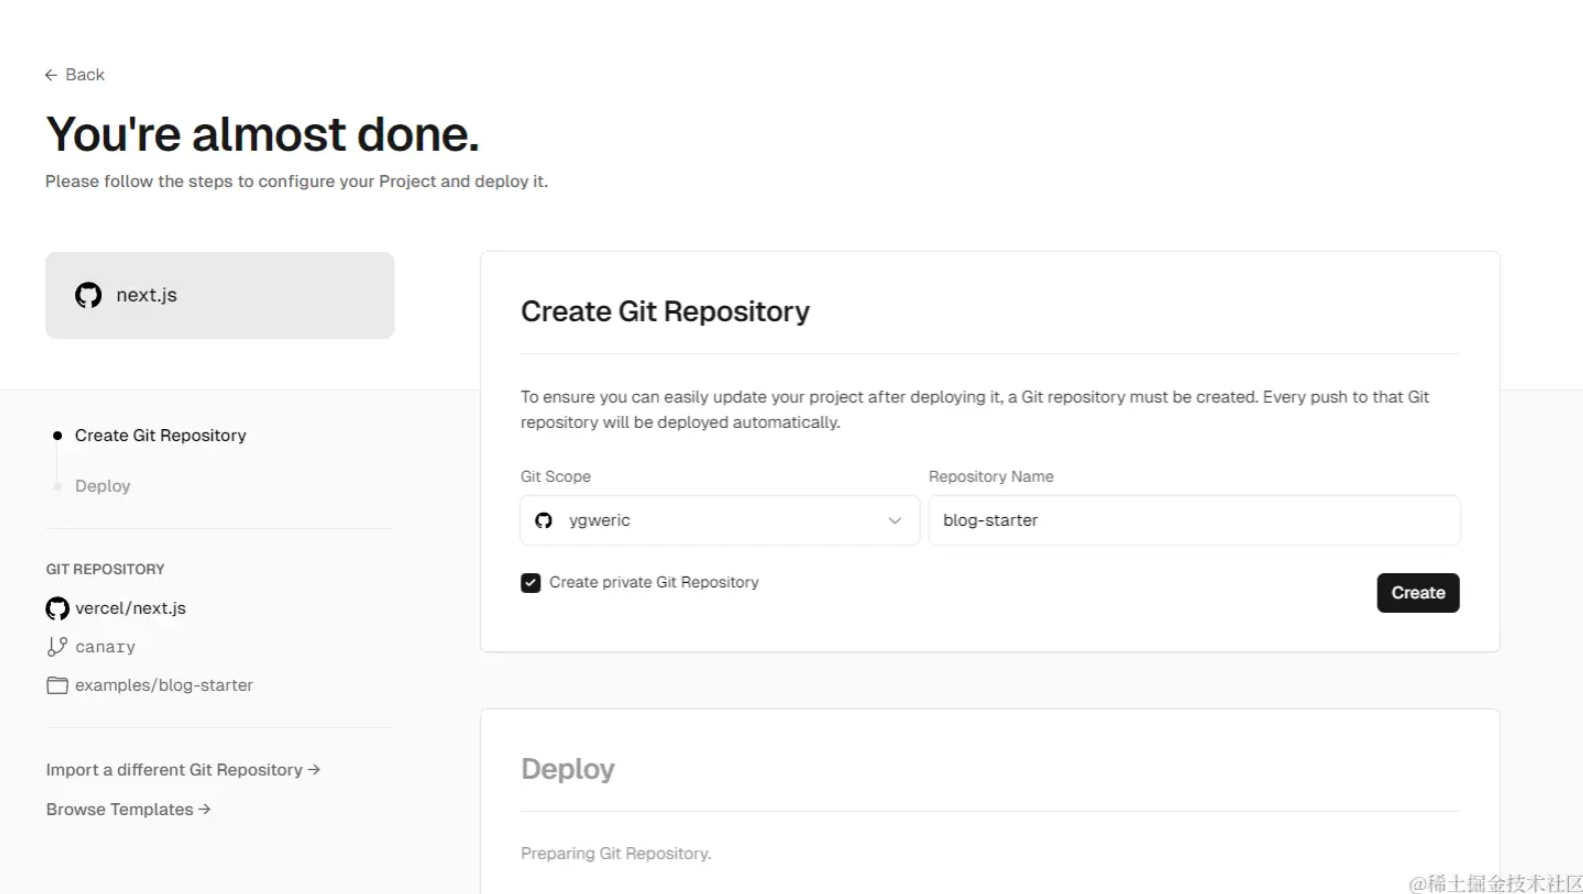 ← Back
You're almost done.
Please follow the steps to configure your Project and deploy it.
next.js
Create Git Repository
Deploy
GIT REPOSITORY
vercel/next.js
canary
examples/blog-starter
Import a different Git Repository →
Browse Templates →
Create Git Repository
To ensure you can easily update your project after deploying it, a Git repository must be created. Every push to that Git
repository will be deployed automatically.
Git Scope
Repository Name
ygweric
blog-starter
Create private Git Repository
Create
Deploy
Preparing Git Repository.
@稀土掘金技术社区